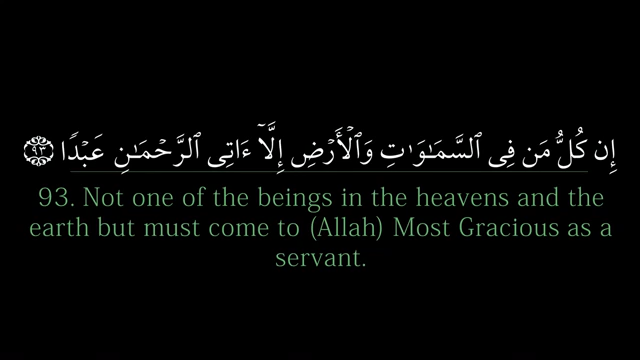 إِن كُلُّ مَن فِى ٱلسَّمَـٰوَٰتِ وَٱلْأَرْضِ إِلَّآ ءَاتِى ٱلرَّحْمَـٰنِ عَبْدًا ٩٣
93. Not one of the beings in the heavens and the
earth but must come to (Allah) Most Gracious as a
servant.